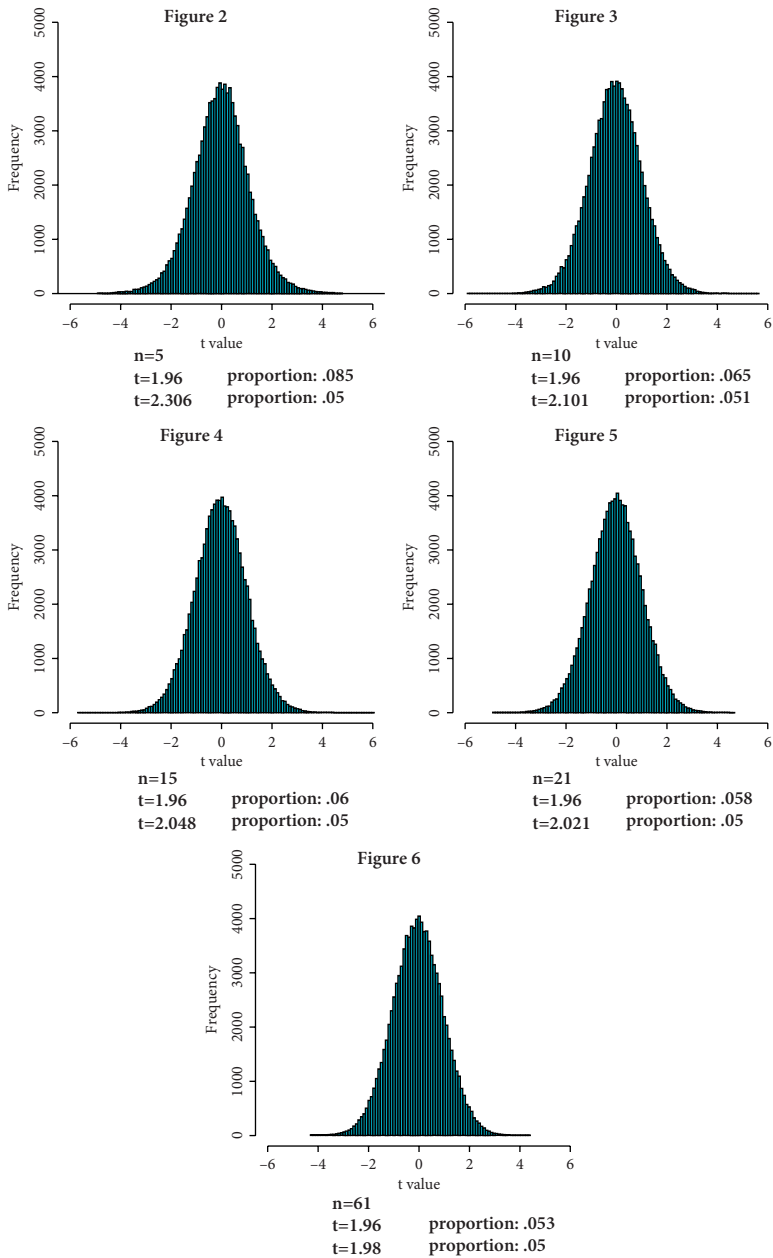 Figure 2
5000
4000
3000
2000
1000
0
Frequency
−6 −4 −2 0 2 4 6
t value
n=5
t=1.96 proportion: .085
t=2.306 proportion: .05
Figure 3
5000
4000
3000
2000
1000
0
Frequency
−6 −4 −2 0 2 4 6
t value
n=10
t=1.96 proportion: .065
t=2.101 proportion: .051
Figure 4
5000
4000
3000
2000
1000
0
Frequency
−6 −4 −2 0 2 4 6
t value
n=15
t=1.96 proportion: .06
t=2.048 proportion: .05
Figure 5
5000
4000
3000
2000
1000
0
Frequency
−6 −4 −2 0 2 4 6
t value
n=21
t=1.96 proportion: .058
t=2.021 proportion: .05
Figure 6
5000
4000
3000
2000
1000
0
Frequency
−6 −4 −2 0 2 4 6
t value
n=61
t=1.96 proportion: .053
t=1.98 proportion: .05